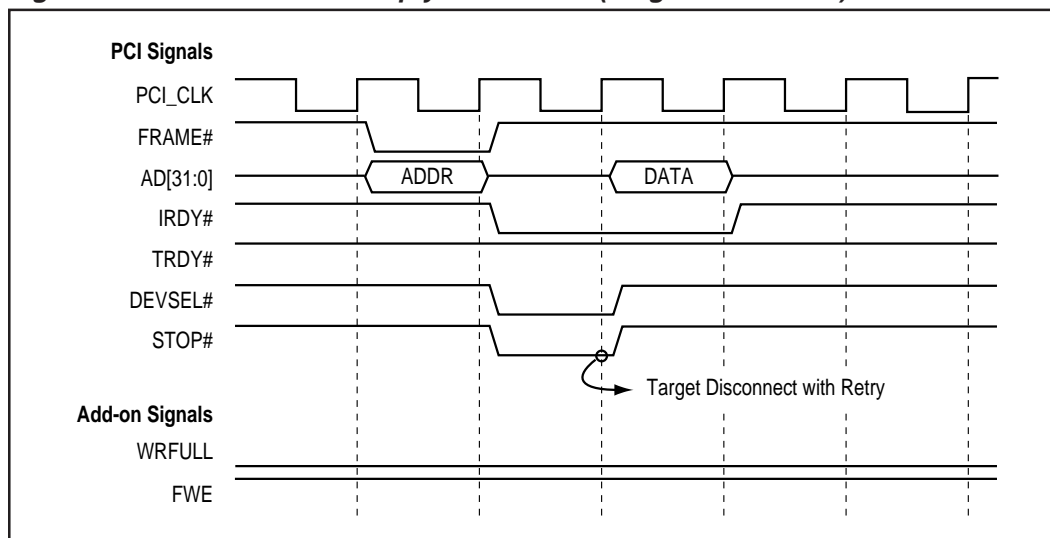 PCI Signals
PCI_CLK
FRAME#
AD[31:0] ADDR DATA
IRDY#
TRDY#
DEVSEL#
STOP#
Target Disconnect with Retry
Add-on Signals
WRFULL
FWE